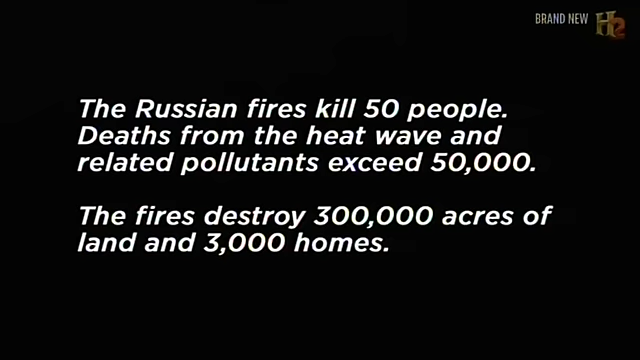 BRAND NEW H2
The Russian fires kill 50 people.
Deaths from the heat wave and
related pollutants exceed 50,000.
The fires destroy 300,000 acres of
land and 3,000 homes.